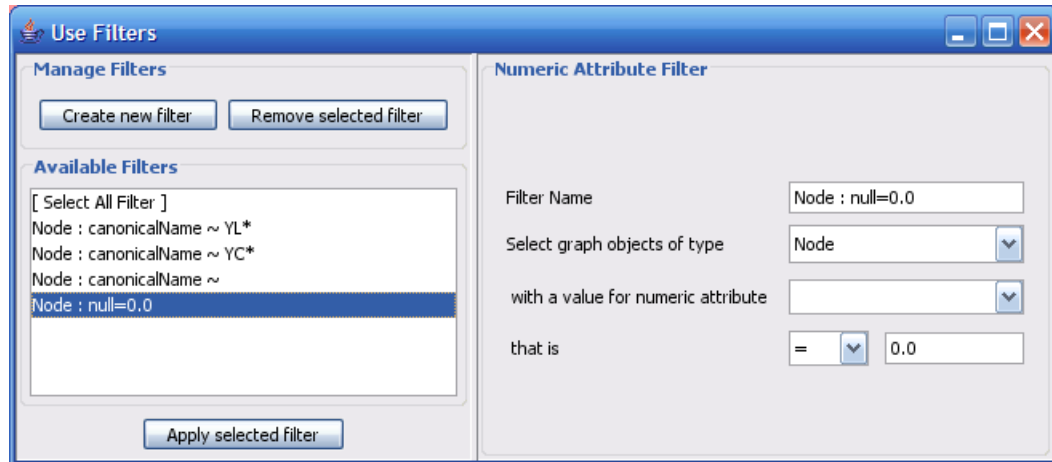 Use Filters
Manage Filters
Create new filter
Remove selected filter
Available Filters
[ Select All Filter ]
Node : canonicalName ~ YL*
Node : canonicalName ~ YC*
Node : canonicalName ~
Node : null=0.0
Apply selected filter
Numeric Attribute Filter
Filter Name
Node : null=0.0
Select graph objects of type
Node
with a value for numeric attribute
that is
=
0.0